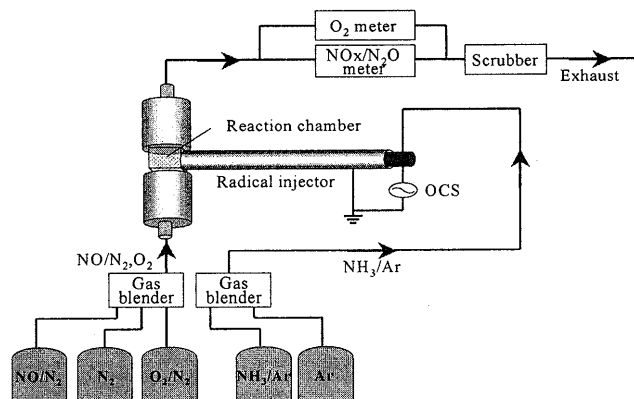 O₂ meter
NOx/N₂O
meter
Scrubber
Exhaust
Reaction chamber
Radical injector
OCS
NO/N₂,O₂
NH₃/Ar
Gas
blender
Gas
blender
NO/N₂
N₂
O₂/N₂
NH₃/Ar
Ar